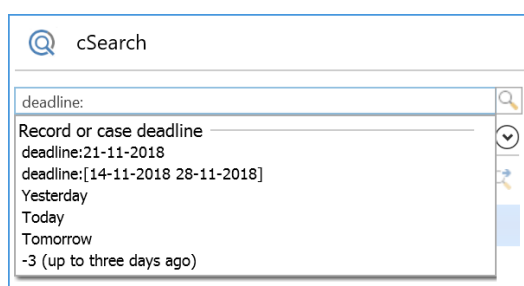 cSearch
deadline:
Record or case deadline
deadline:21-11-2018
deadline:[14-11-2018 28-11-2018]
Yesterday
Today
Tomorrow
-3 (up to three days ago)